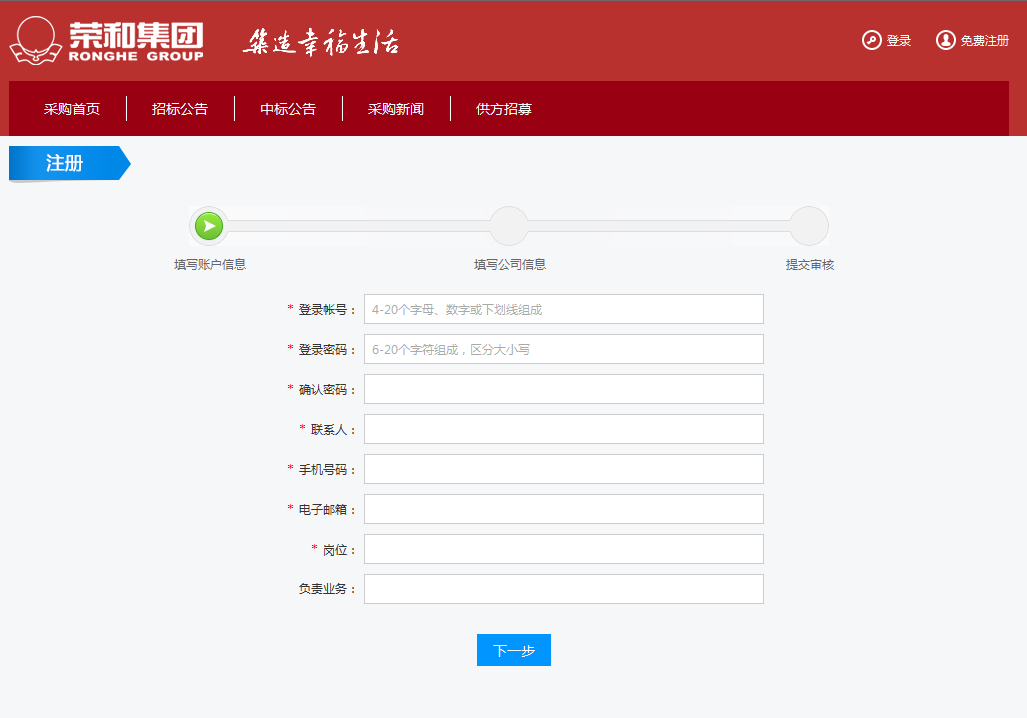 荣和集团
RONGHE GROUP
集造幸福生活
登录 免费注册
采购首页 招标公告 中标公告 采购新闻 供方招募
注册
填写账户信息 填写公司信息 提交审核
* 登录帐号： 4-20个字母、数字或下划线组成
* 登录密码： 6-20个字符组成，区分大小写
* 确认密码：
* 联系人：
* 手机号码：
* 电子邮箱：
* 岗位：
负责业务：
下一步